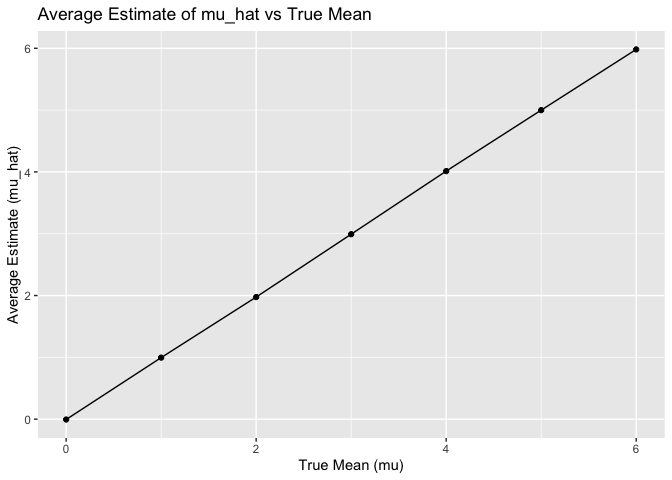 Average Estimate of mu_hat vs True Mean
Average Estimate (mu_hat)
6
4
2
0
0 2 4 6
True Mean (mu)